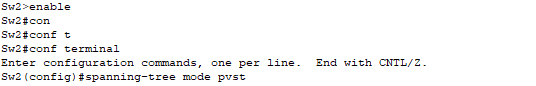 Sw2>enable
Sw2#con
Sw2#conf t
Sw2#conf terminal
Enter configuration commands, one per line.  End with CNTL/Z.
Sw2(config)#spanning-tree mode pvst